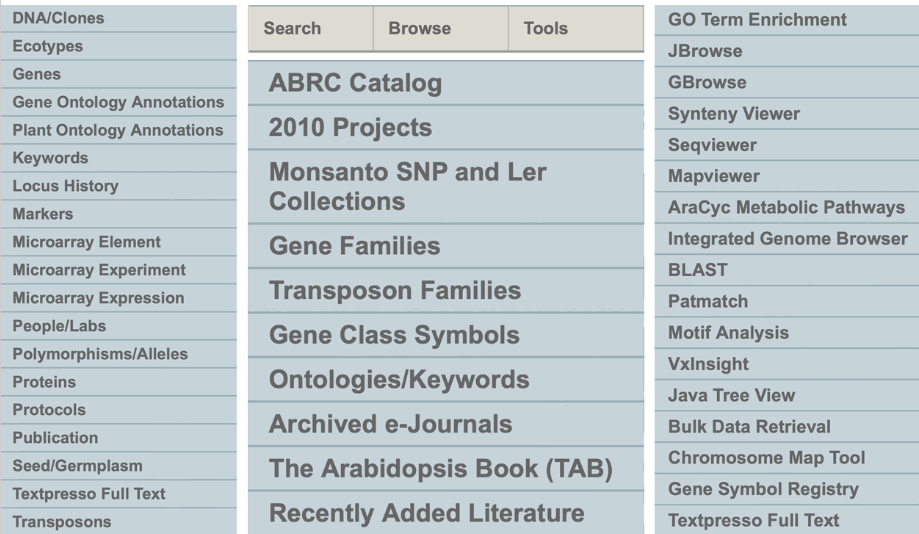 DNA/Clones
Ecotypes
Genes
Gene Ontology Annotations
Plant Ontology Annotations
Keywords
Locus History
Markers
Microarray Element
Microarray Experiment
Microarray Expression
People/Labs
Polymorphisms/Alleles
Proteins
Protocols
Publication
Seed/Germplasm
Textpresso Full Text
Transposons
Search Browse Tools
ABRC Catalog
2010 Projects
Monsanto SNP and Ler
Collections
Gene Families
Transposon Families
Gene Class Symbols
Ontologies/Keywords
Archived e-Journals
The Arabidopsis Book (TAB)
Recently Added Literature
GO Term Enrichment
JBrowse
GBrowse
Synteny Viewer
Seqviewer
Mapviewer
AraCyc Metabolic Pathways
Integrated Genome Browser
BLAST
Patmatch
Motif Analysis
VxInsight
Java Tree View
Bulk Data Retrieval
Chromosome Map Tool
Gene Symbol Registry
Textpresso Full Text